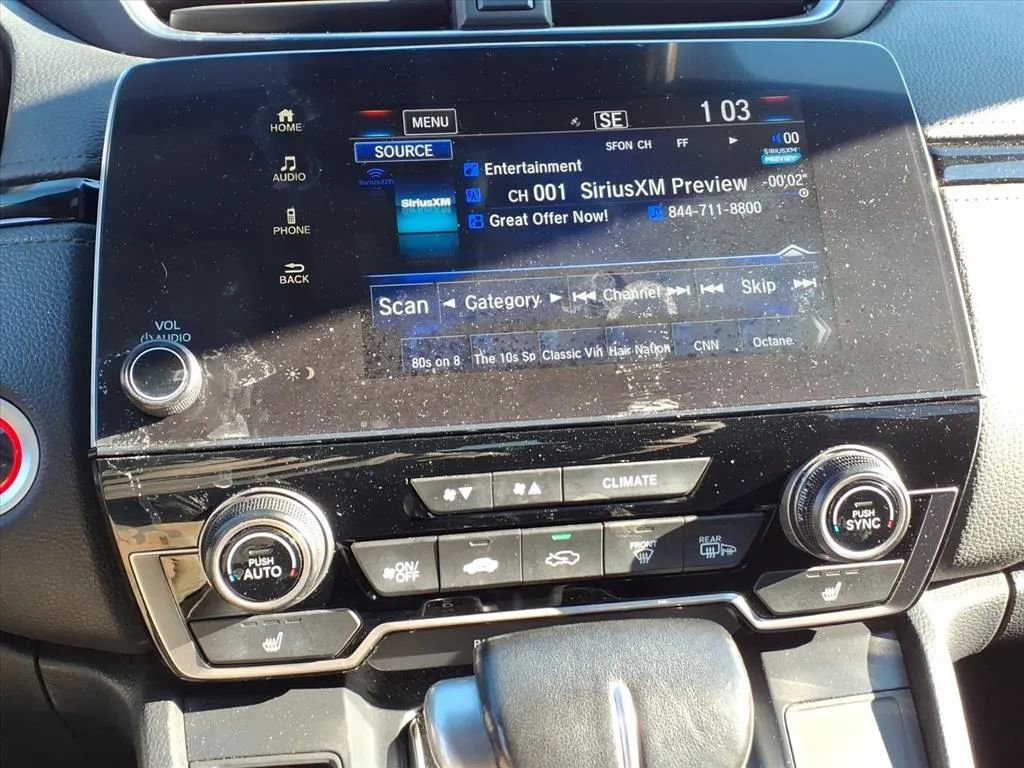 HOME
MENU
SE
1 03
SOURCE
SFON CH FF
00
AUDIO
SiriusXM
SiriusXM
Entertainment
SIRIUSXM
PREVIEW
CH 001 SiriusXM Preview -00'02"
Great Offer Now! 844-711-8800
PHONE
BACK
Scan
Category
Channel
Skip
VOL
AUDIO
80s on 8
The 10s Sp
Classic Vin
Hair Nation
CNN
Octane
CLIMATE
PUSH
AUTO
ON/
OFF
FRONT
REAR
PUSH
SYNC